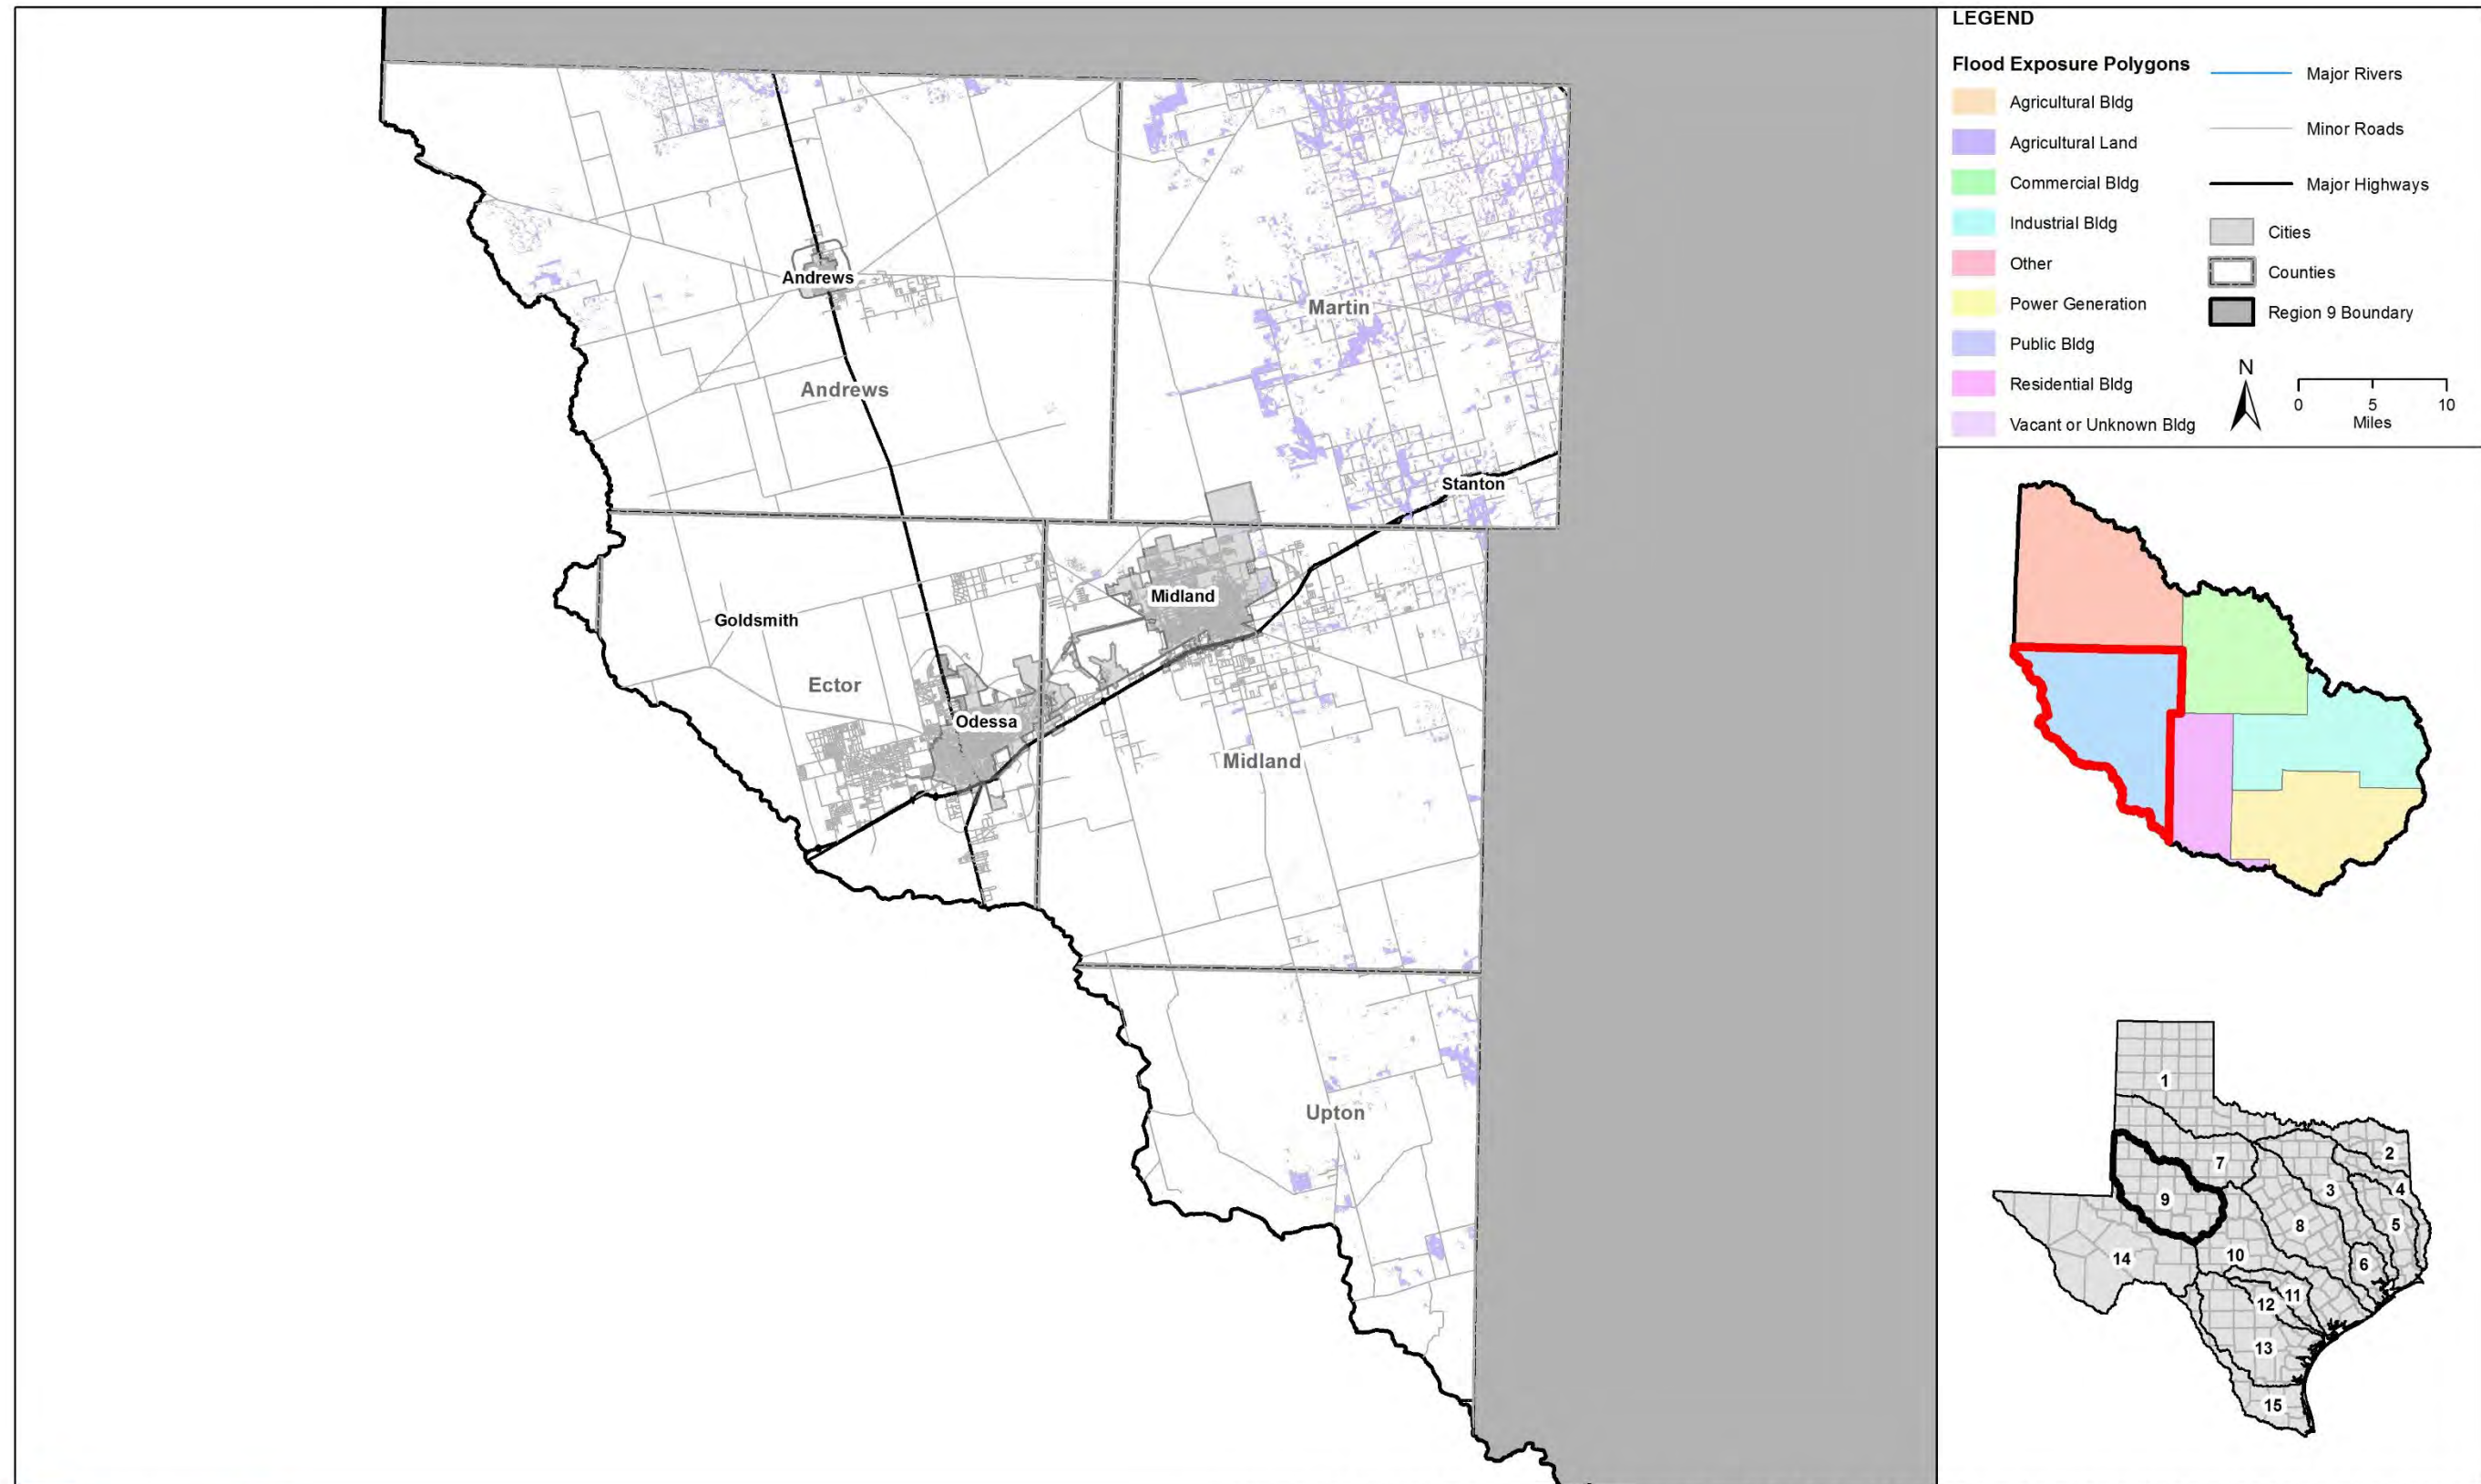 LEGEND
Flood Exposure Polygons
Agricultural Bldg
Agricultural Land
Commercial Bldg
Industrial Bldg
Other
Power Generation
Public Bldg
Residential Bldg
Vacant or Unknown Bldg
Major Rivers
Minor Roads
Major Highways
Cities
Counties
Region 9 Boundary
N
0 5 10
Miles
Andrews
Martin
Andrews
Stanton
Midland
Goldsmith
Ector
Odessa
Midland
Upton
1
2
7
4
3
9
5
8
10
14
6
11
12
13
15